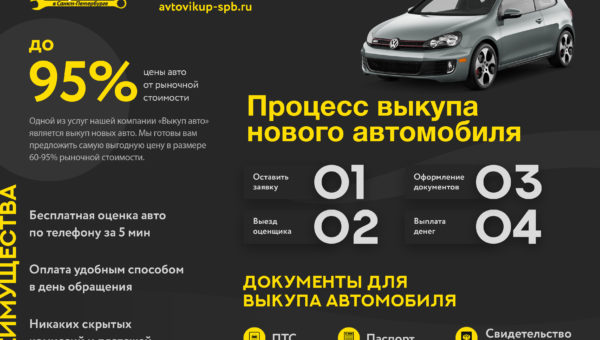 в Санкт-Петербурге
avtovikup-spb.ru
до
95%
цены авто
от рыночной
стоимости
Одной из услуг нашей компании «Выкуп авто»
является выкуп новых авто. Мы готовы вам
предложить самую выгодную цену в размере
60-95% рыночной стоимости.
Бесплатная оценка авто
по телефону за 5 мин
Оплата удобным способом
в день обращения
Никаких скрытых
Процесс выкупа
нового автомобиля
Оставить
заявку
01
Выезд
оценщика
02
Оформление
документов
03
Выплата
денег
04
ДОКУМЕНТЫ ДЛЯ
ВЫКУПА АВТОМОБИЛЯ
ПТС
Паспорт
Свидетельство